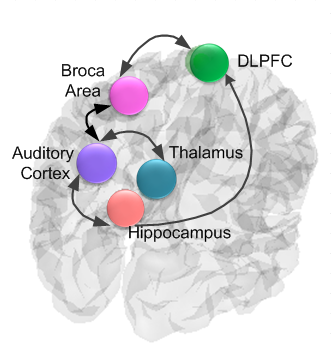 DLPFC
Broca
Area
Auditory
Cortex
Thalamus
Hippocampus